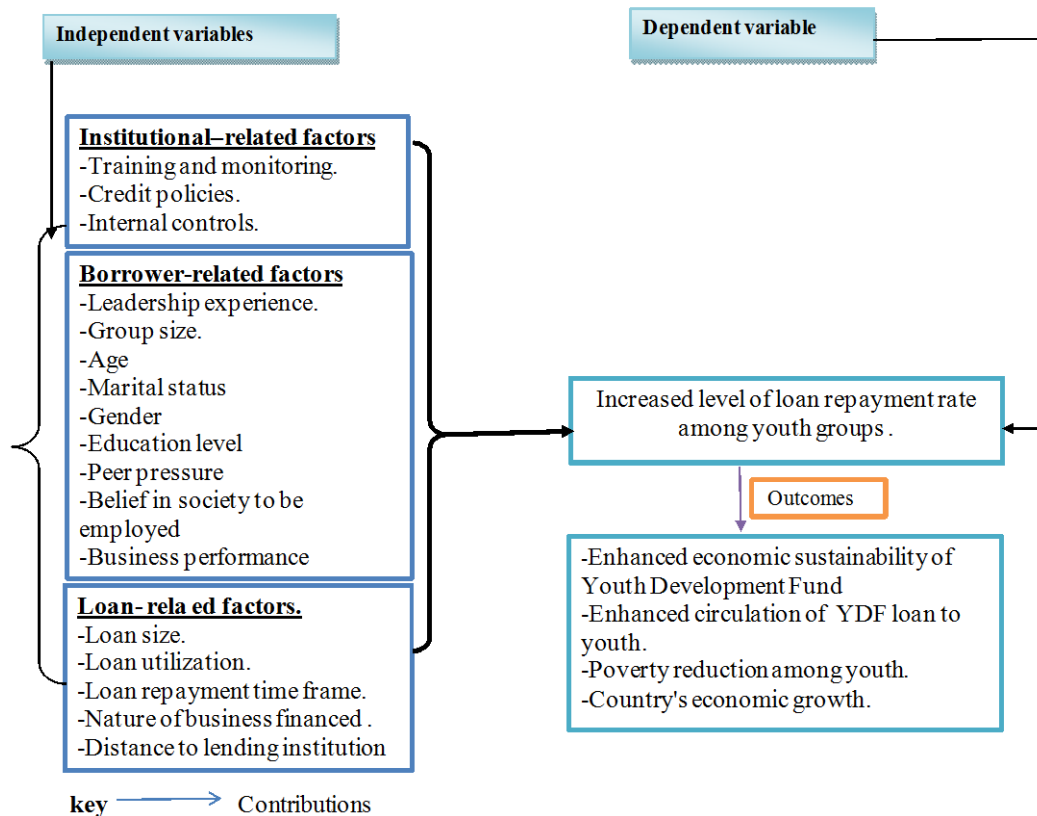 Independent variables
Dependent variable
Institutional–related factors
-Training and monitoring.
-Credit policies.
-Internal controls.
Borrower-related factors
-Leadership experience.
-Group size.
-Age
-Marital status
-Gender
-Education level
-Peer pressure
-Belief in society to be
employed
-Business performance
Loan- rela ed factors.
-Loan size.
-Loan utilization.
-Loan repayment time frame.
-Nature of business financed .
-Distance to lending institution
Increased level of loan repayment rate
among youth groups .
Outcomes
-Enhanced economic sustainability of
Youth Development Fund
-Enhanced circulation of YDF loan to
youth.
-Poverty reduction among youth.
-Country's economic growth.
key Contributions